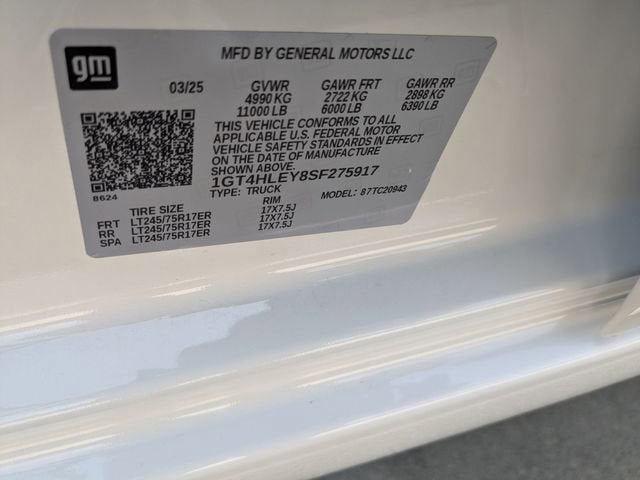 gm
MFD BY GENERAL MOTORS LLC
03/25 GVWR GAWR FRT GAWR RR
4990 KG 2722 KG 2898 KG
11000 LB 6000 LB 6390 LB
THIS VEHICLE CONFORMS TO ALL
APPLICABLE U.S. FEDERAL MOTOR
VEHICLE SAFETY STANDARDS IN EFFECT
ON THE DATE OF MANUFACTURE
1GT4HLEY8SF275917
8624
TYPE: TRUCK MODEL: 87TC20943
TIRE SIZE RIM
FRT LT245/75R17ER 17X7.5J
RR LT245/75R17ER 17X7.5J
SPA LT245/75R17ER 17X7.5J